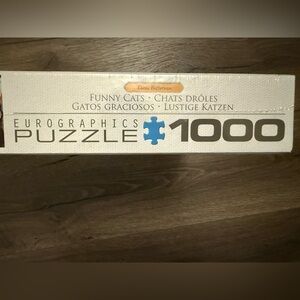 FUNNY CATS • CHATS DRÔLES
GATOS GRACIOSOS • LUSTIGE KATZEN
EUROGRAPHICS
PUZZLE 1000